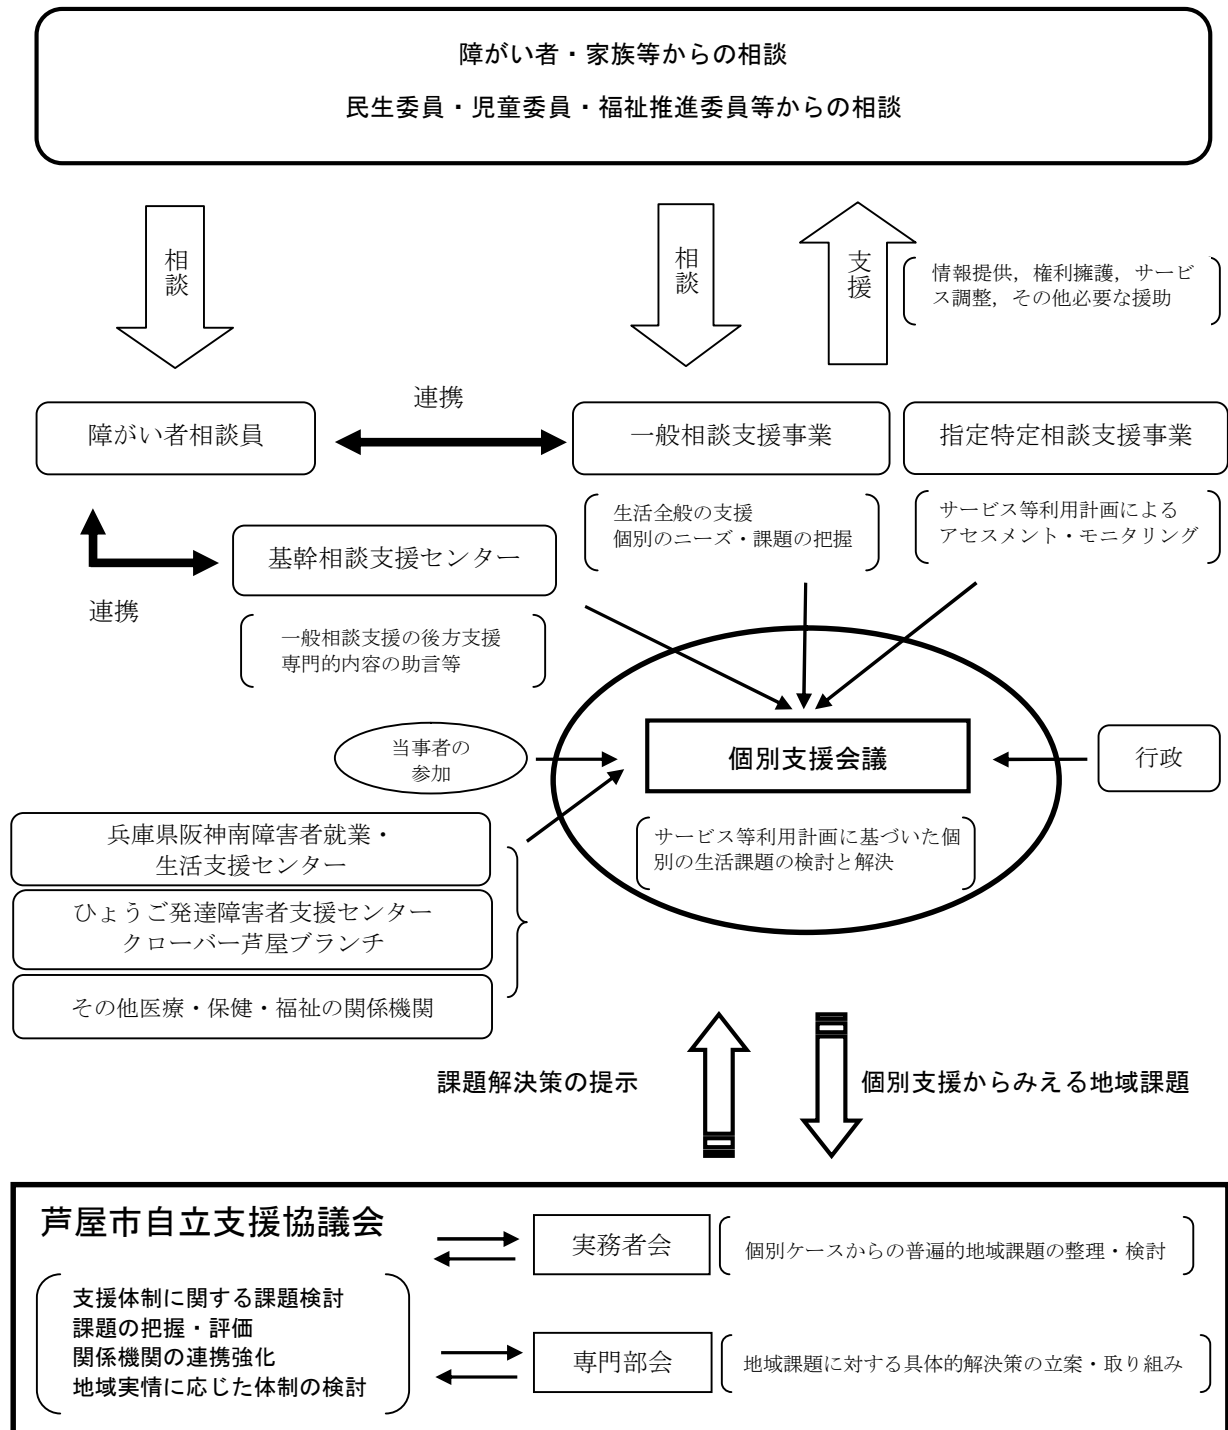 障がい者・家族等からの相談
民生委員・児童委員・福祉推進委員等からの相談
相談
相談
支援
情報提供，権利擁護，サービ
ス調整，その他必要な援助
連携
障がい者相談員
一般相談支援事業
指定特定相談支援事業
生活全般の支援
個別のニーズ・課題の把握
サービス等利用計画による
アセスメント・モニタリング
基幹相談支援センター
連携
一般相談支援の後方支援
専門的内容の助言等
当事者の
参加
個別支援会議
行政
サービス等利用計画に基づいた個
別の生活課題の検討と解決
兵庫県阪神南障害者就業・
生活支援センター
ひょうご発達障害者支援センター
クローバー芦屋ブランチ
その他医療・保健・福祉の関係機関
課題解決策の提示
個別支援からみえる地域課題
芦屋市自立支援協議会
実務者会
個別ケースからの普遍的地域課題の整理・検討
支援体制に関する課題検討
課題の把握・評価
関係機関の連携強化
地域実情に応じた体制の検討
専門部会
地域課題に対する具体的解決策の立案・取り組み